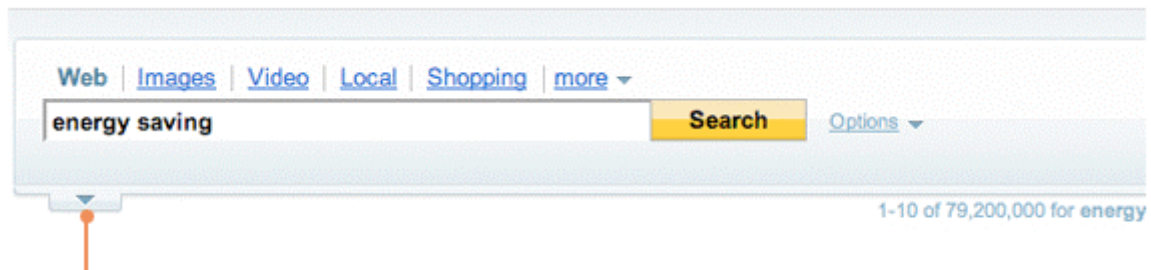 Web | Images | Video | Local | Shopping | more
energy saving Search Options
1-10 of 79,200,000 for energy